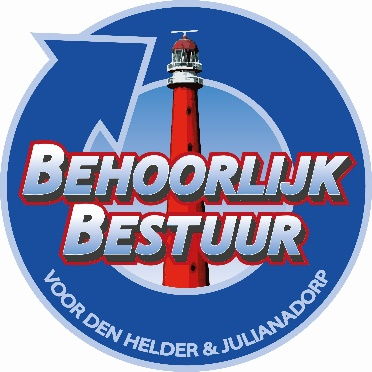 BEHOORLIJK
BESTUUR
VOOR DEN HELDER & JULIANADORP